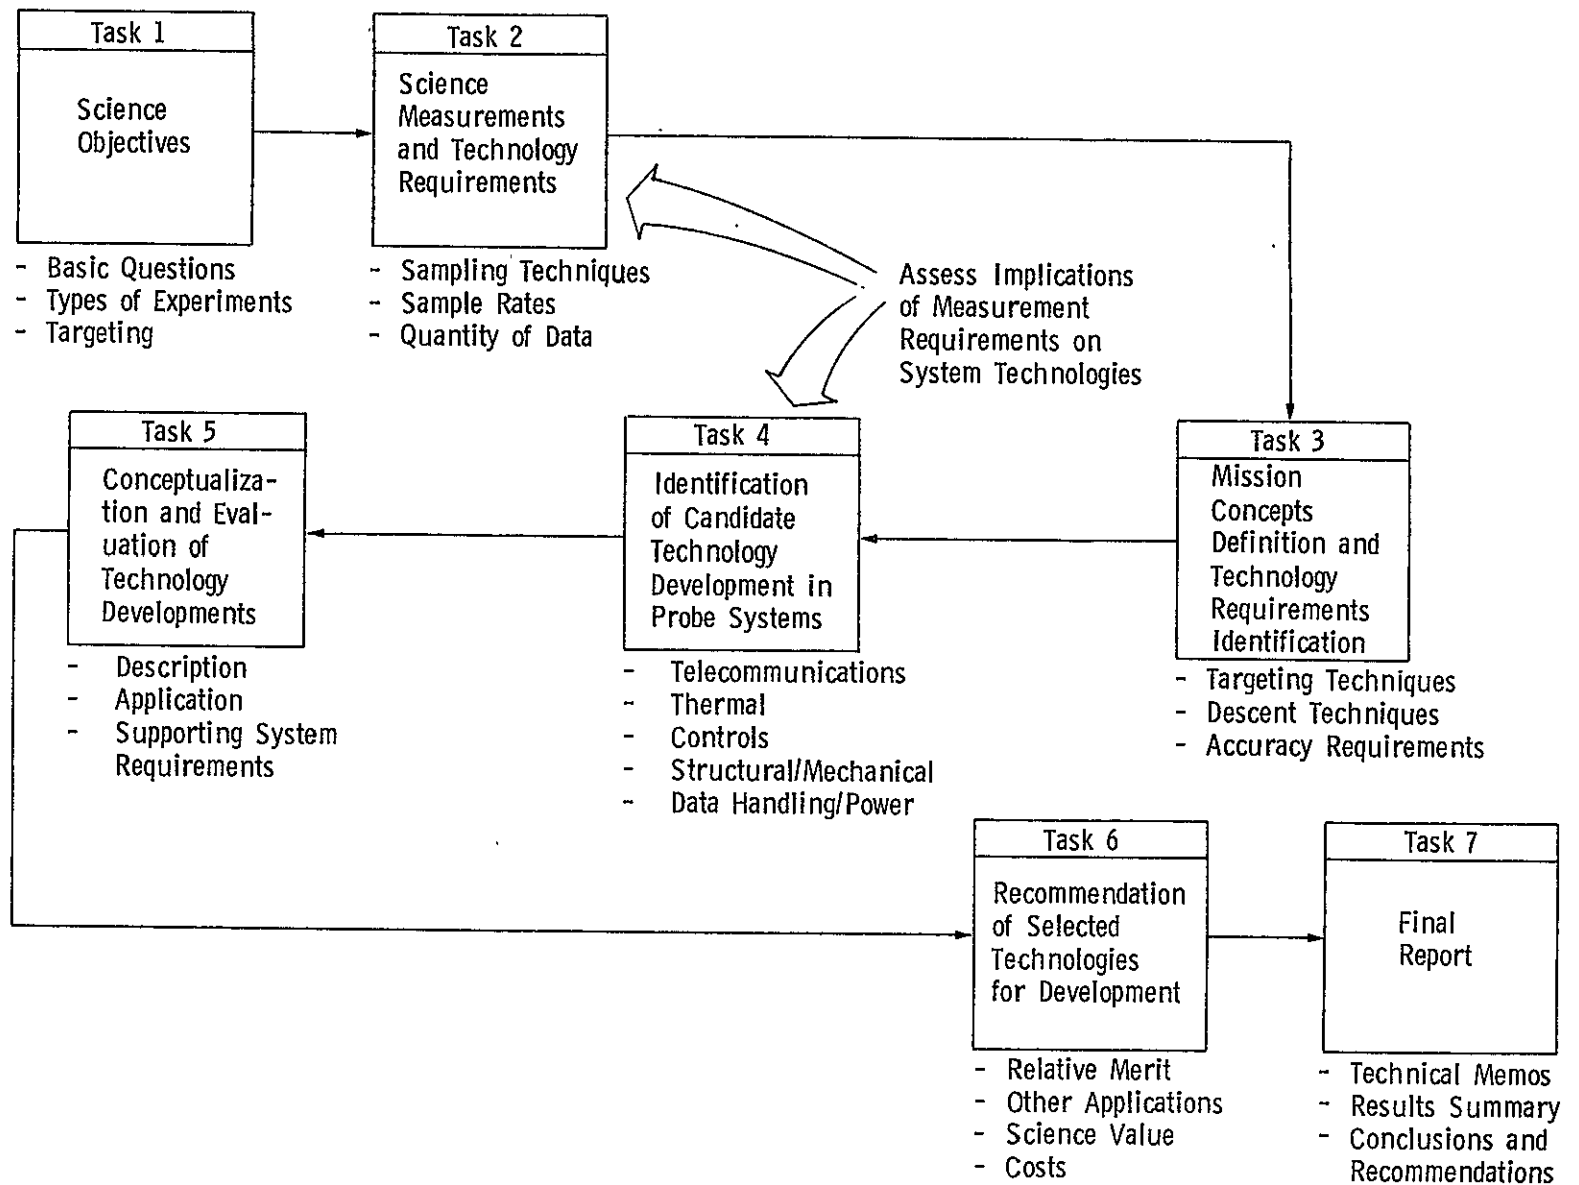 Task 1
Science
Objectives
- Basic Questions
- Types of Experiments
- Targeting
Task 2
Science
Measurements
and Technology
Requirements
- Sampling Techniques
- Sample Rates
- Quantity of Data
Assess Implications
of Measurement
Requirements on
System Technologies
Task 3
Mission
Concepts
Definition and
Technology
Requirements
Identification
- Targeting Techniques
- Descent Techniques
- Accuracy Requirements
Task 4
Identification
of Candidate
Technology
Development in
Probe Systems
- Telecommunications
- Thermal
- Controls
- Structural/Mechanical
- Data Handling/Power
Task 5
Conceptualiza-
tion and Eval-
uation of
Technology
Developments
- Description
- Application
- Supporting System
Requirements
Task 6
Recommendation
of Selected
Technologies
for Development
- Relative Merit
- Other Applications
- Science Value
- Costs
Task 7
Final
Report
- Technical Memos
- Results Summary
- Conclusions and
Recommendations